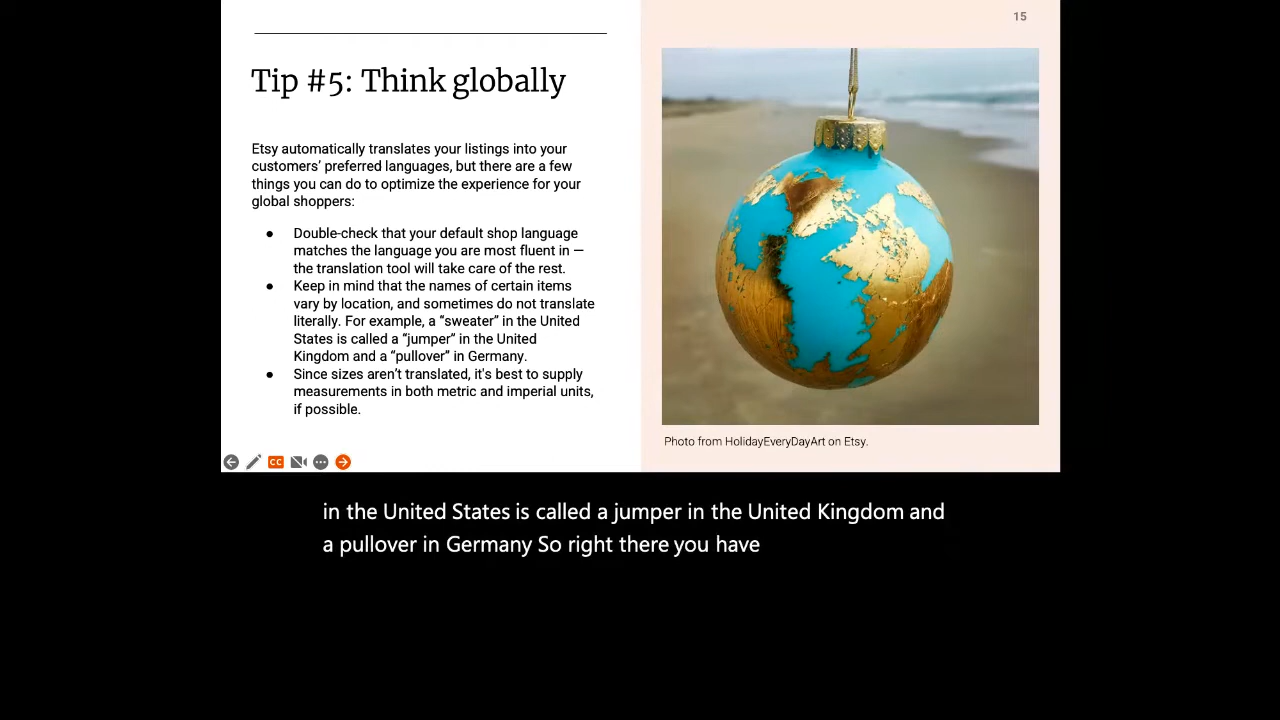 15
Tip #5: Think globally
Etsy automatically translates your listings into your
customers’ preferred languages, but there are a few
things you can do to optimize the experience for your
global shoppers:
● Double-check that your default shop language
matches the language you are most fluent in —
the translation tool will take care of the rest.
● Keep in mind that the names of certain items
vary by location, and sometimes do not translate
literally. For example, a “sweater” in the United
States is called a “jumper” in the United
Kingdom and a “pullover” in Germany.
● Since sizes aren’t translated, it's best to supply
measurements in both metric and imperial units,
if possible.
Photo from HolidayEveryDayArt on Etsy.
CC
in the United States is called a jumper in the United Kingdom and
a pullover in Germany So right there you have